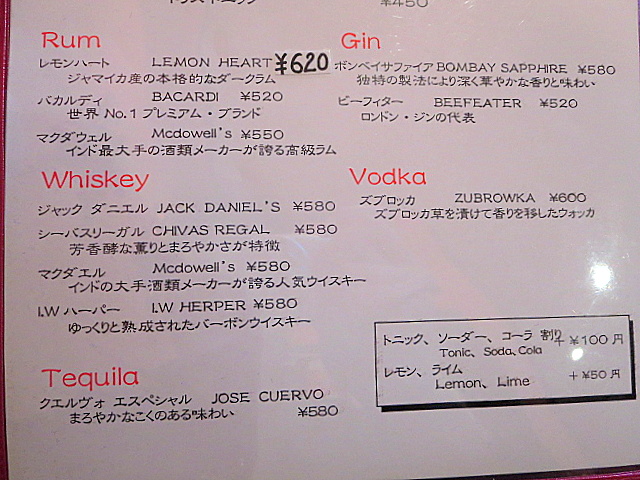 ¥450
Rum
レモンハート LEMON HEART ¥620
ジャマイカ産の本格的なダークラム
バカルディ BACARDI ¥520
世界 No.1 プレミアム・ブランド
マクダウェル Mcdowell's ¥550
インド最大手の酒類メーカーが誇る高級ラム
Whiskey
ジャック ダニエル JACK DANIEL'S ¥580
シーバスリーガル CHIVAS REGAL ¥580
芳香酵な薫りとまろやかさが特徴
マクダエル Mcdowell's ¥580
インドの大手酒類メーカーが誇る人気ウイスキー
I.W ハーパー I.W HERPER ¥580
ゆっくりと熟成されたバーボンウイスキー
Tequila
クエルヴォ エスペシャル JOSE CUERVO
まろやかなこくのある味わい ¥580
Gin
ボンベイサファイア BOMBAY SAPPHIRE ¥580
独特の製法により深く華やかな香りと味わい
ビーフィター BEEFEATER ¥520
ロンドン・ジンの代表
Vodka
ズブロッカ ZUBROWKA ¥600
ズブロッカ草を漬けて香りを移したウォッカ
トニック、ソーダー、コーラ 割り +¥100円
Tonic、Soda、Cola
レモン、ライム +¥50円
Lemon、Lime